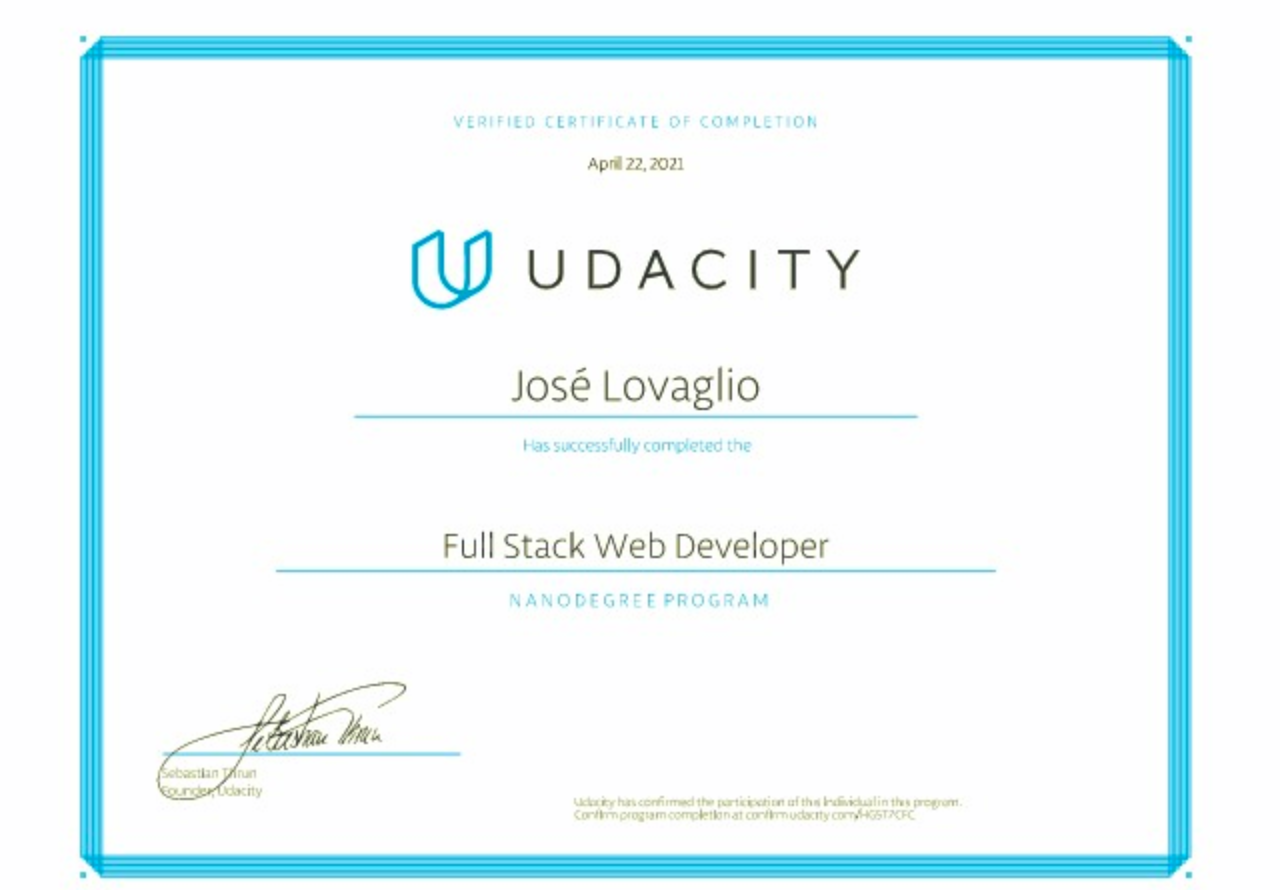 VERIFIED CERTIFICATE OF COMPLETION
April 22, 2021
UDACITY
José Lovaglio
Has successfully completed the
Full Stack Web Developer
NANODEGREE PROGRAM
Sebastian Thrun
Sebastian Thrun
Founder, Udacity
Udacity has confirmed the participation of this individual in this program.
Confirm program completion at confirm.udacity.com/